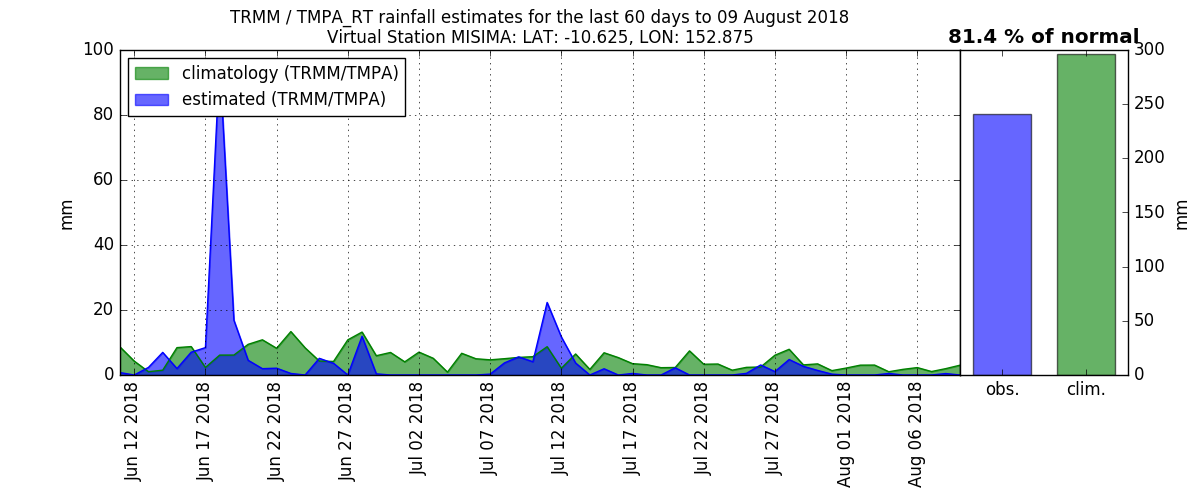 TRMM / TMPA_RT rainfall estimates for the last 60 days to 09 August 2018
Virtual Station MISIMA: LAT: -10.625, LON: 152.875
81.4 % of normal
climatology (TRMM/TMPA)
estimated (TRMM/TMPA)
100
80
60
40
20
0
mm
300
250
200
150
100
50
0
mm
Jun 12 2018
Jun 17 2018
Jun 22 2018
Jun 27 2018
Jul 02 2018
Jul 07 2018
Jul 12 2018
Jul 17 2018
Jul 22 2018
Jul 27 2018
Aug 01 2018
Aug 06 2018
obs.
clim.